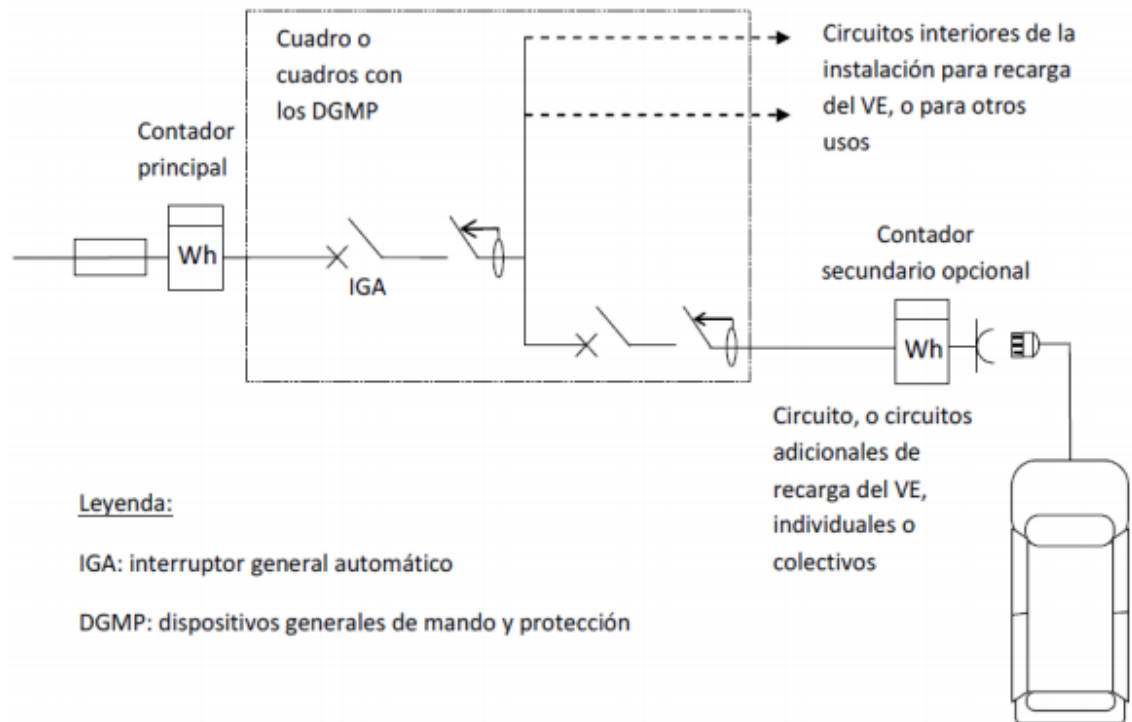 Cuadro o
cuadros con
los DGMP
Circuitos interiores de la
instalación para recarga
del VE, o para otros
usos
Contador
principal
Wh
IGA
Contador
secundario opcional
Wh
Circuito, o circuitos
adicionales de
recarga del VE,
individuales o
colectivos
Leyenda:
IGA: interruptor general automático
DGMP: dispositivos generales de mando y protección